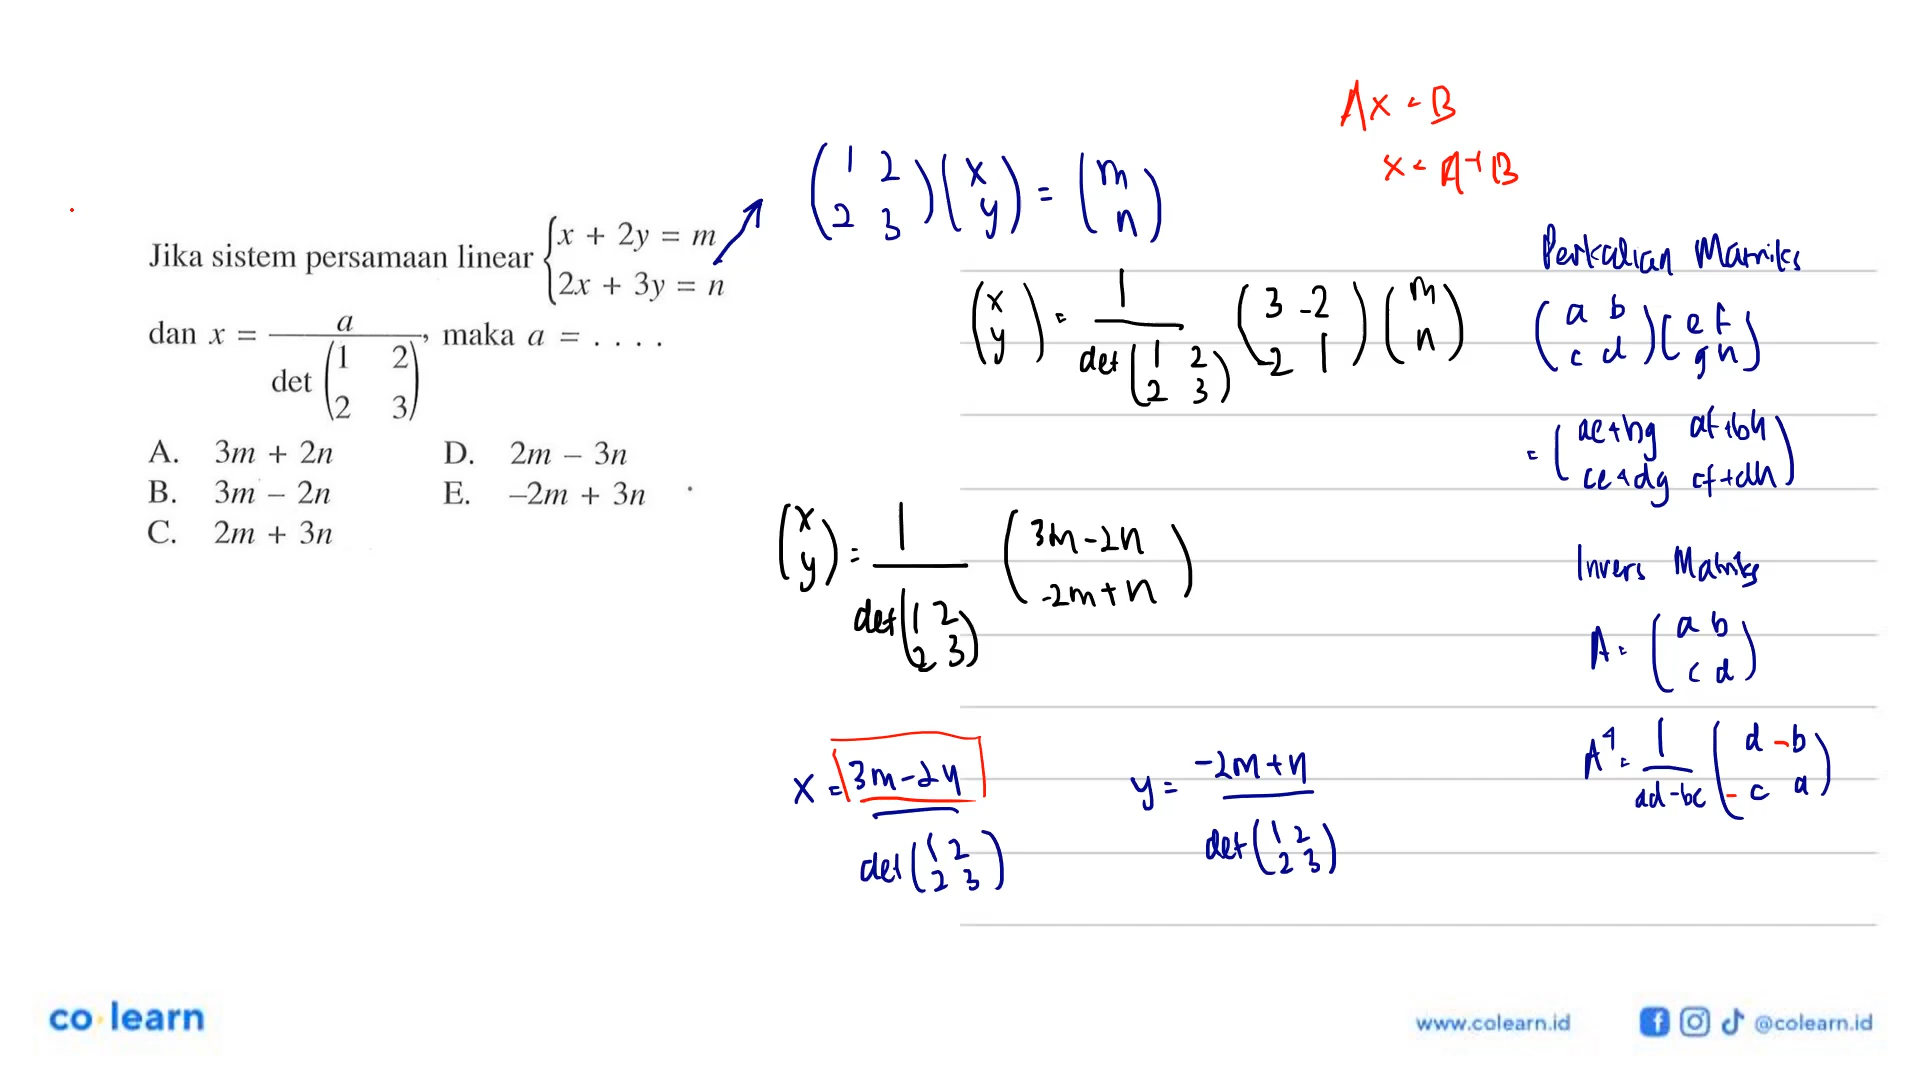 Ax = B
x = A⁻¹B
(1 2
2 3)(x
y) = (m
n)
Jika sistem persamaan linear {x + 2y = m
2x + 3y = n
dan x = a / det (1 2
2 3), maka a = . . . .
A. 3m + 2n
B. 3m – 2n
C. 2m + 3n
D. 2m – 3n
E. –2m + 3n
(x
y) = 1 / det (1 2
2 3) (3 -2
-2 1)(m
n)
(x
y) = 1 / det (1 2
2 3) (3m-2n
-2m+n)
x = 3m-2n / det (1 2
2 3)
y = -2m+n / det (1 2
2 3)
Perkalian Matriks
(a b
c d)(e f
g h)
= (ae+bg af+bh
ce+dg cf+dh)
Invers Matriks
A = (a b
c d)
A⁻¹ = 1 / ad-bc (d -b
-c a)
co learn
www.colearn.id
@colearn.id